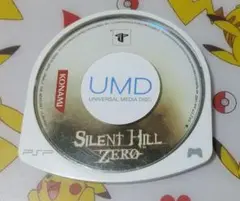 KONAMI
UMD
UNIVERSAL MEDIA DISC
SILENT HILL
ZERO
PSP